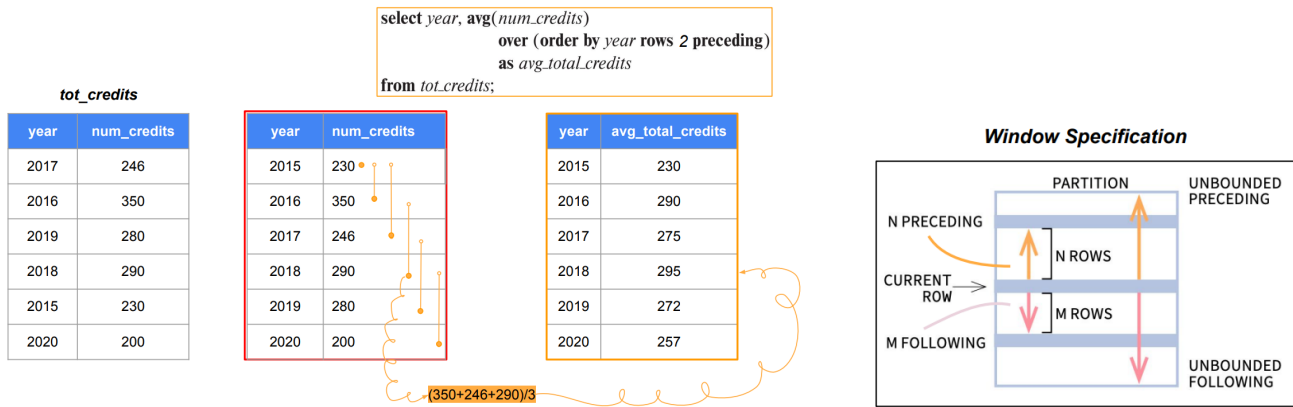 select year, avg(num_credits)
over (order by year rows 2 preceding)
as avg_total_credits
from tot_credits;
tot_credits
year num_credits
2017 246
2016 350
2019 280
2018 290
2015 230
2020 200
year num_credits
2015 230
2016 350
2017 246
2018 290
2019 280
2020 200
year avg_total_credits
2015 230
2016 290
2017 275
2018 295
2019 272
2020 257
(350+246+290)/3
Window Specification
PARTITION
UNBOUNDED
PRECEDING
N PRECEDING
N ROWS
CURRENT
ROW
M ROWS
M FOLLOWING
UNBOUNDED
FOLLOWING